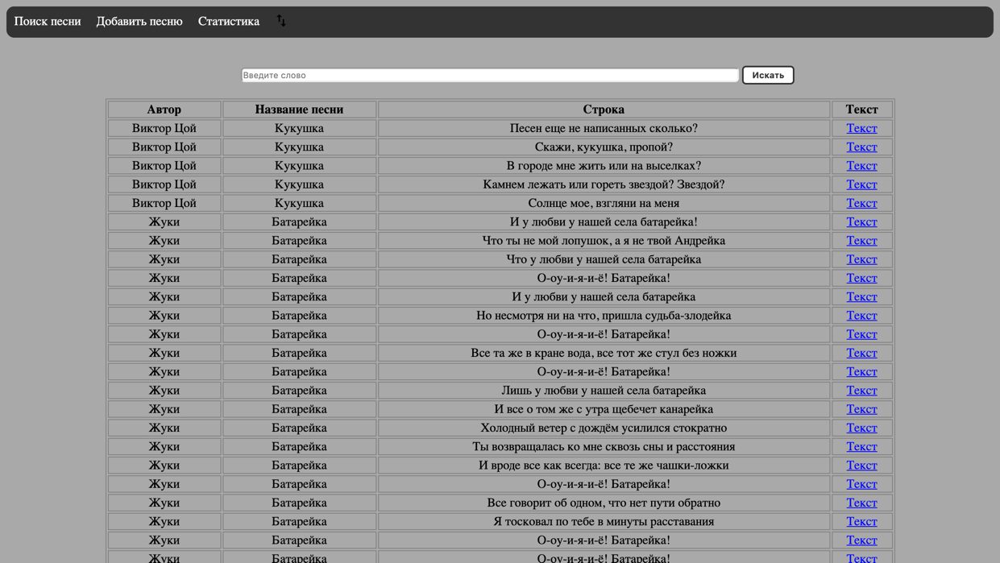 Поиск песни Добавить песню Статистика
Введите слово Искать
Автор Название песни Строка Текст
Виктор Цой Кукушка Песен еще не написанных сколько? Текст
Виктор Цой Кукушка Скажи, кукушка, пропой? Текст
Виктор Цой Кукушка В городе мне жить или на выселках? Текст
Виктор Цой Кукушка Камнем лежать или гореть звездой? Звездой? Текст
Виктор Цой Кукушка Солнце мое, взгляни на меня Текст
Жуки Батарейка И у любви у нашей села батарейка! Текст
Жуки Батарейка Что ты не мой лопушок, а я не твой Андрейка Текст
Жуки Батарейка Что у любви у нашей села батарейка Текст
Жуки Батарейка О-оу-и-я-и-ё! Батарейка! Текст
Жуки Батарейка И у любви у нашей села батарейка Текст
Жуки Батарейка Но несмотря ни на что, пришла судьба-злодейка Текст
Жуки Батарейка О-оу-и-я-и-ё! Батарейка! Текст
Жуки Батарейка Все та же в кране вода, все тот же стул без ножки Текст
Жуки Батарейка О-оу-и-я-и-ё! Батарейка! Текст
Жуки Батарейка Лишь у любви у нашей села батарейка Текст
Жуки Батарейка И все о том же с утра щебечет канарейка Текст
Жуки Батарейка Холодный ветер с дождём усилился стократно Текст
Жуки Батарейка Ты возвращалась ко мне сквозь сны и расстояния Текст
Жуки Батарейка И вроде все как всегда: все те же чашки-ложки Текст
Жуки Батарейка О-оу-и-я-и-ё! Батарейка! Текст
Жуки Батарейка Все говорит об одном, что нет пути обратно Текст
Жуки Батарейка Я тосковал по тебе в минуты расставания Текст
Жуки Батарейка О-оу-и-я-и-ё! Батарейка! Текст
Жуки Батарейка О-оу-и-я-и-ё! Батарейка! Текст